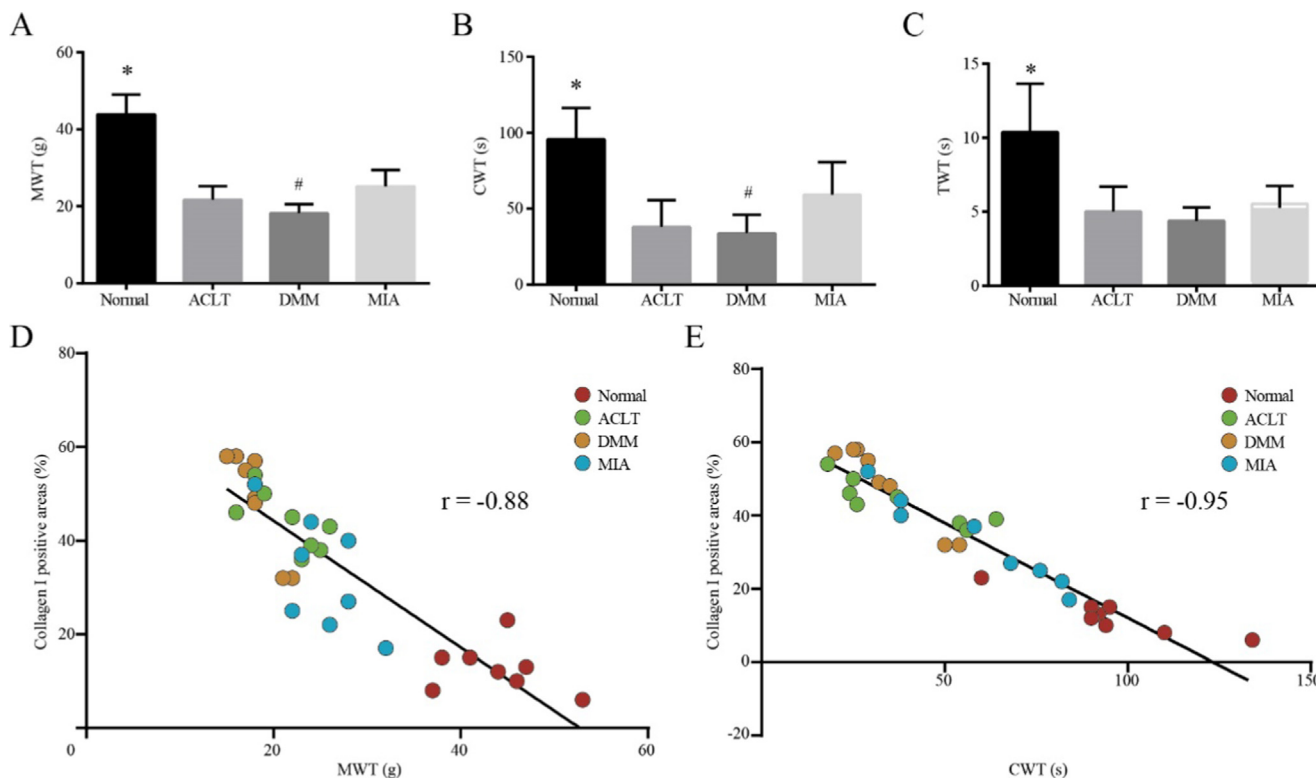 A
60
40
20
0
MWT (g)
*
#
Normal ACLT DMM MIA
B
150
100
50
0
CWT (s)
*
#
Normal ACLT DMM MIA
C
15
10
5
0
TWT (s)
*
Normal ACLT DMM MIA
D
80
60
40
20
0 20 40 60
Collagen I positive areas (%)
MWT (g)
Normal
ACLT
DMM
MIA
r = -0.88
E
80
60
40
20
0
-20
50 100 150
Collagen I positive areas (%)
CWT (s)
Normal
ACLT
DMM
MIA
r = -0.95